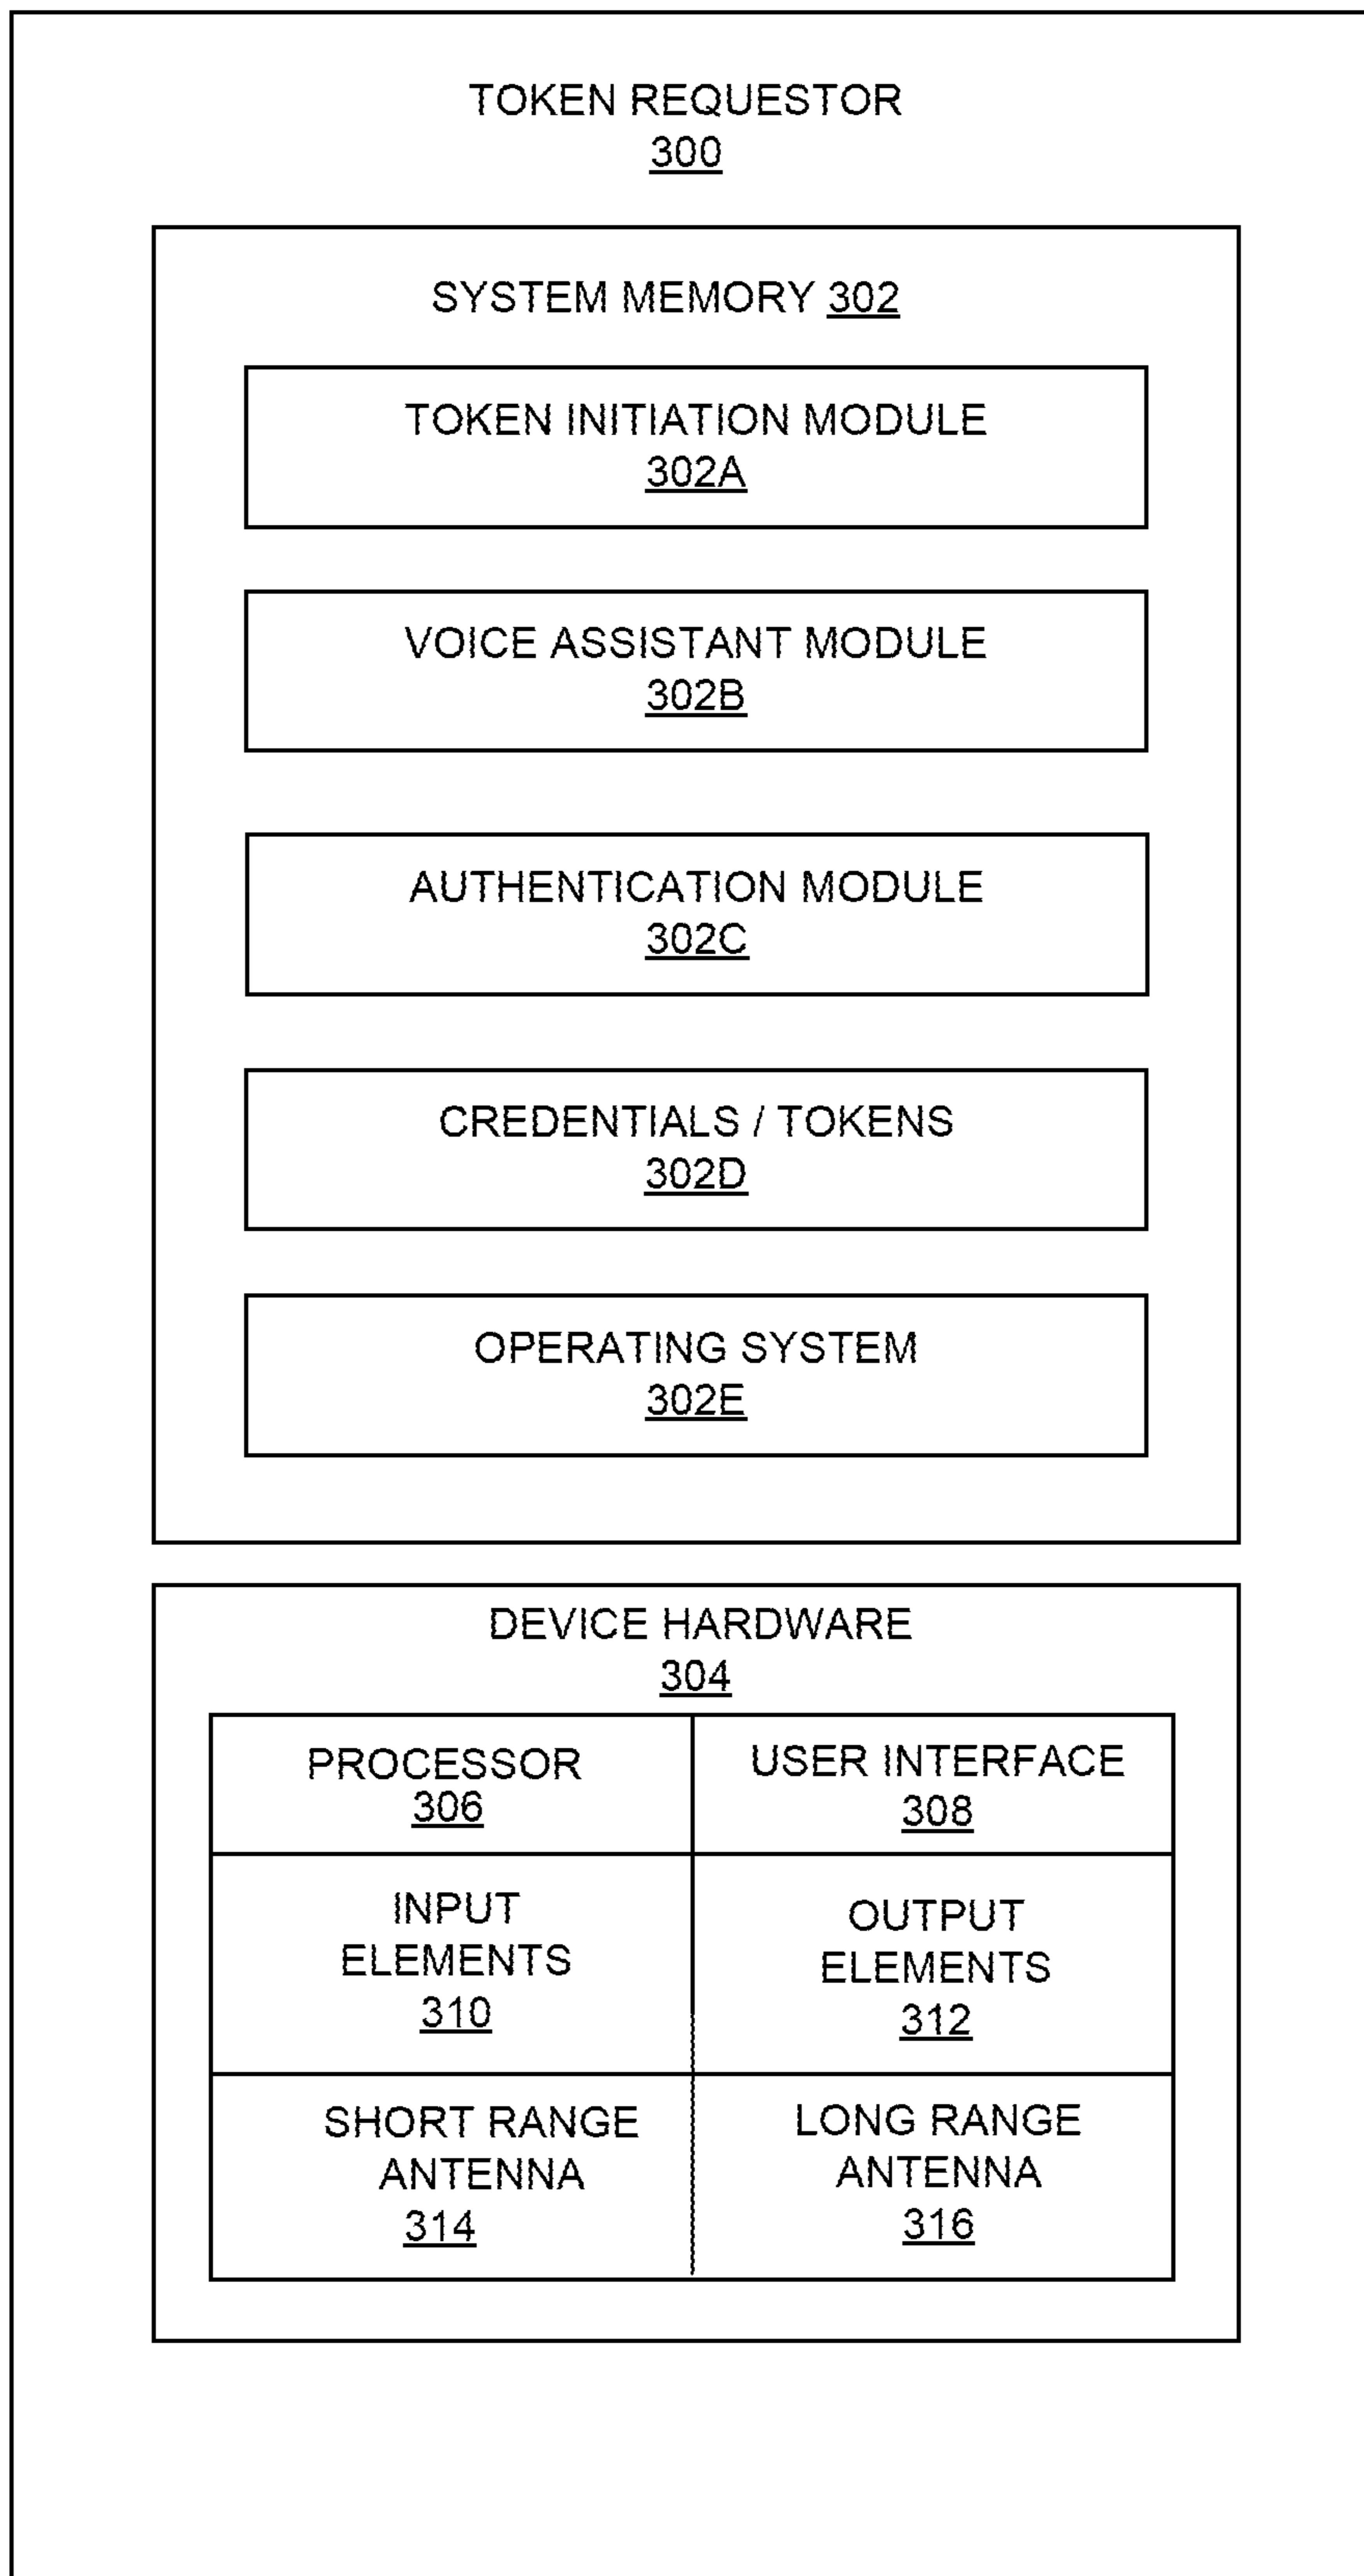 TOKEN REQUESTOR
300
SYSTEM MEMORY 302
TOKEN INITIATION MODULE
302A
VOICE ASSISTANT MODULE
302B
AUTHENTICATION MODULE
302C
CREDENTIALS / TOKENS
302D
OPERATING SYSTEM
302E
DEVICE HARDWARE
304
PROCESSOR
306
USER INTERFACE
308
INPUT
ELEMENTS
310
OUTPUT
ELEMENTS
312
SHORT RANGE
ANTENNA
314
LONG RANGE
ANTENNA
316